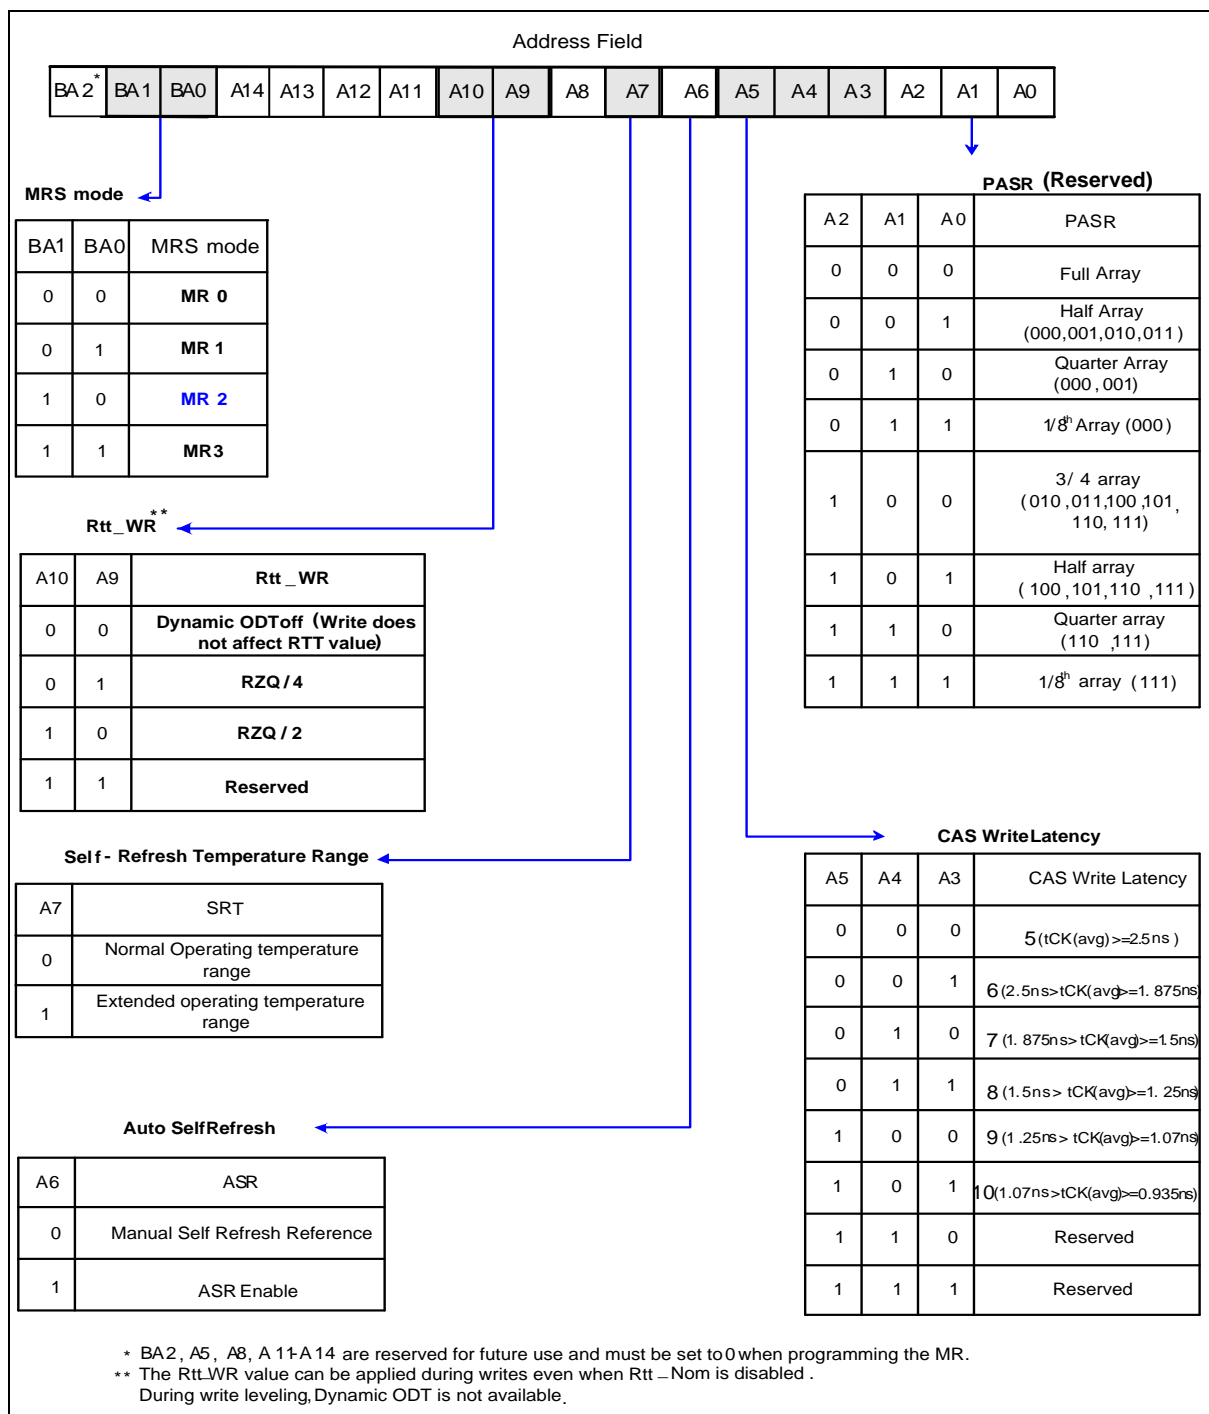 Address Field
BA2* BA1 BA0 A14 A13 A12 A11 A10 A9 A8 A7 A6 A5 A4 A3 A2 A1 A0
MRS mode
BA1 BA0 MRS mode
0 0 MR 0
0 1 MR 1
1 0 MR 2
1 1 MR3
Rtt_WR**
A10 A9 Rtt_WR
0 0 Dynamic ODToff (Write does
not affect RTT value)
0 1 RZQ/4
1 0 RZQ / 2
1 1 Reserved
Self- Refresh Temperature Range
A7 SRT
0 Normal Operating temperature
range
1 Extended operating temperature
range
Auto SelfRefresh
A6 ASR
0 Manual Self Refresh Reference
1 ASR Enable
PASR (Reserved)
A2 A1 A0 PASR
0 0 0 Full Array
0 0 1 Half Array
(000,001,010,011)
0 1 0 Quarter Array
(000,001)
0 1 1 1/8th Array (000)
1 0 0 3/4 array
(010,011,100,101,
110,111)
1 0 1 Half array
(100,101,110,111)
1 1 0 Quarter array
(110,111)
1 1 1 1/8th array (111)
CAS WriteLatency
A5 A4 A3 CAS Write Latency
0 0 0 5(tCK(avg)>=2.5ns)
0 0 1 6(2.5ns>tCK(avg)>=1.875ns)
0 1 0 7(1.875ns>tCK(avg)>=1.5ns)
0 1 1 8(1.5ns>tCK(avg)>=1.25ns)
1 0 0 9(1.25ns>tCK(avg)>=1.07ns)
1 0 1 10(1.07ns>tCK(avg)>=0.935ns)
1 1 0 Reserved
1 1 1 Reserved
* BA2, A5, A8, A11-A14 are reserved for future use and must be set to 0 when programming the MR.
** The Rtt_WR value can be applied during writes even when Rtt_Nom is disabled.
During write leveling, Dynamic ODT is not available.